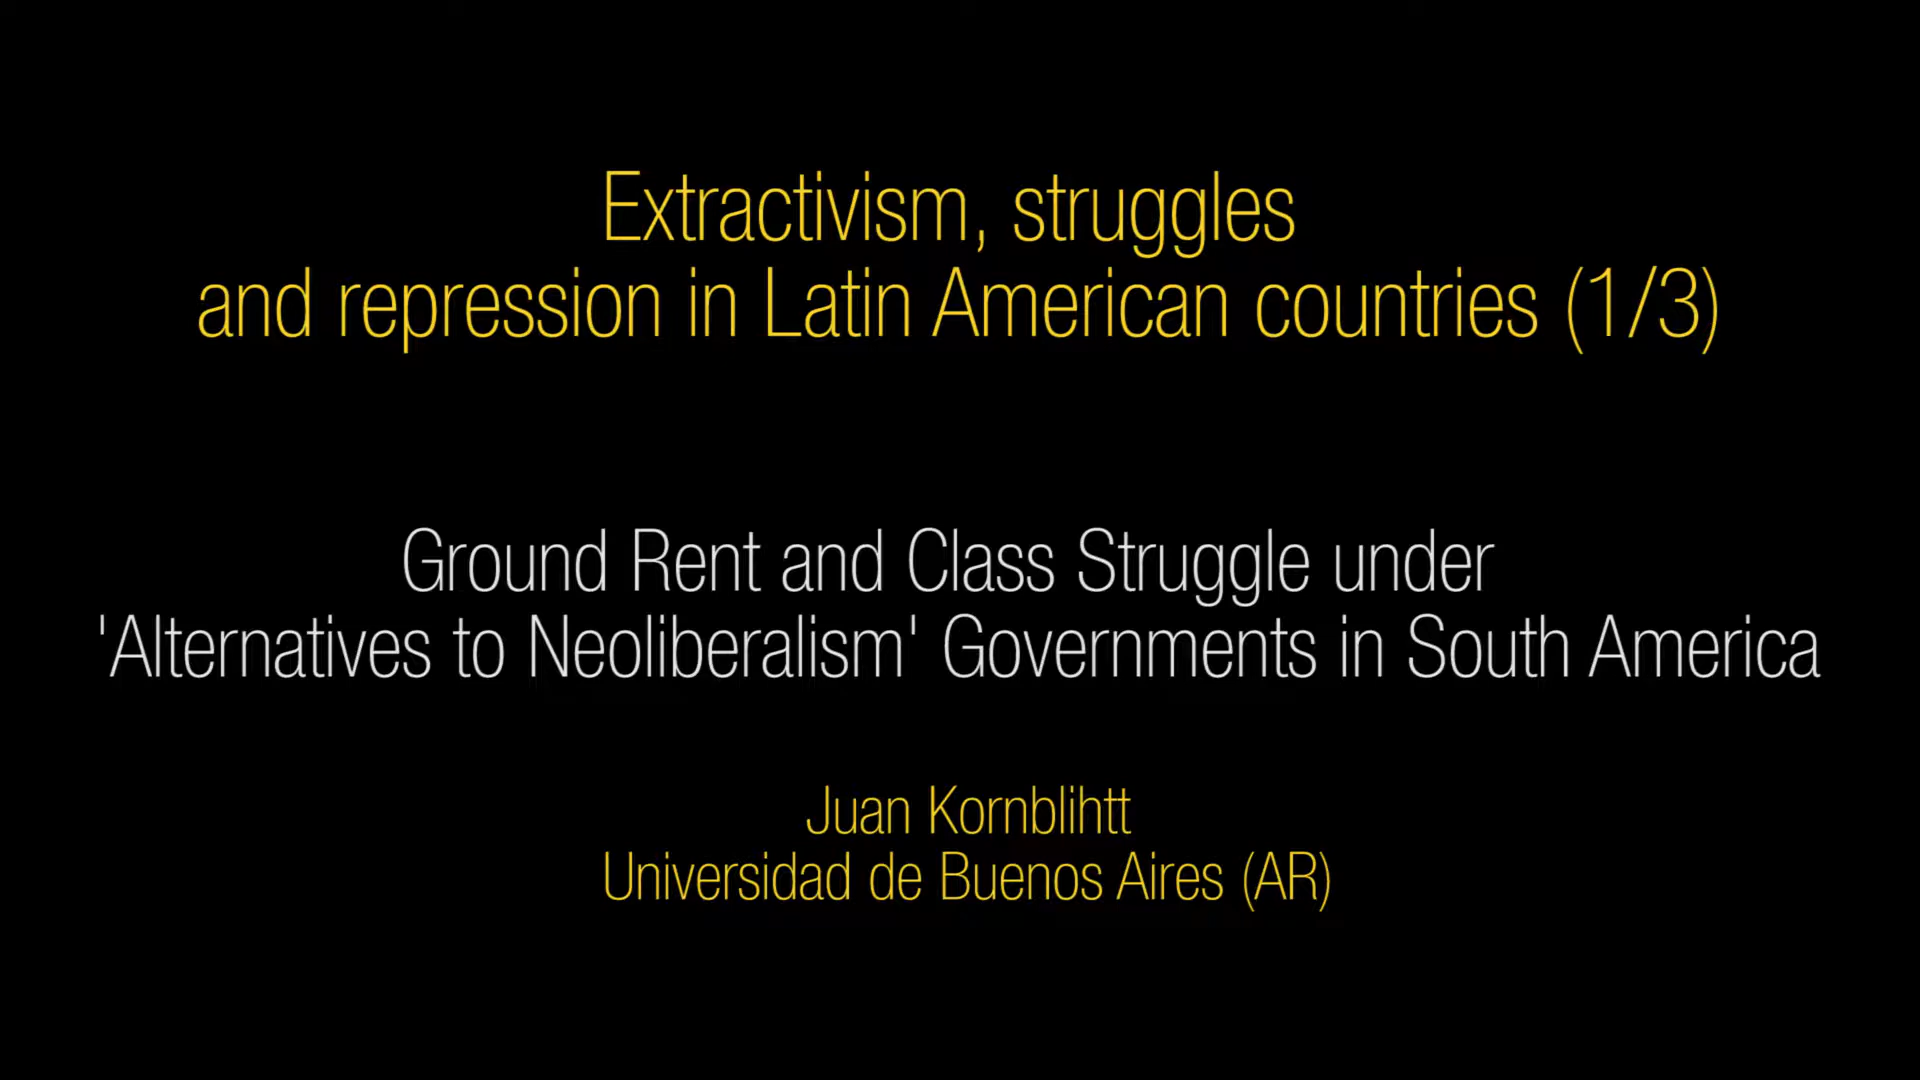 Extractivism, struggles
and repression in Latin American countries (1/3)
Ground Rent and Class Struggle under
'Alternatives to Neoliberalism' Governments in South America
Juan Kornblihtt
Universidad de Buenos Aires (AR)